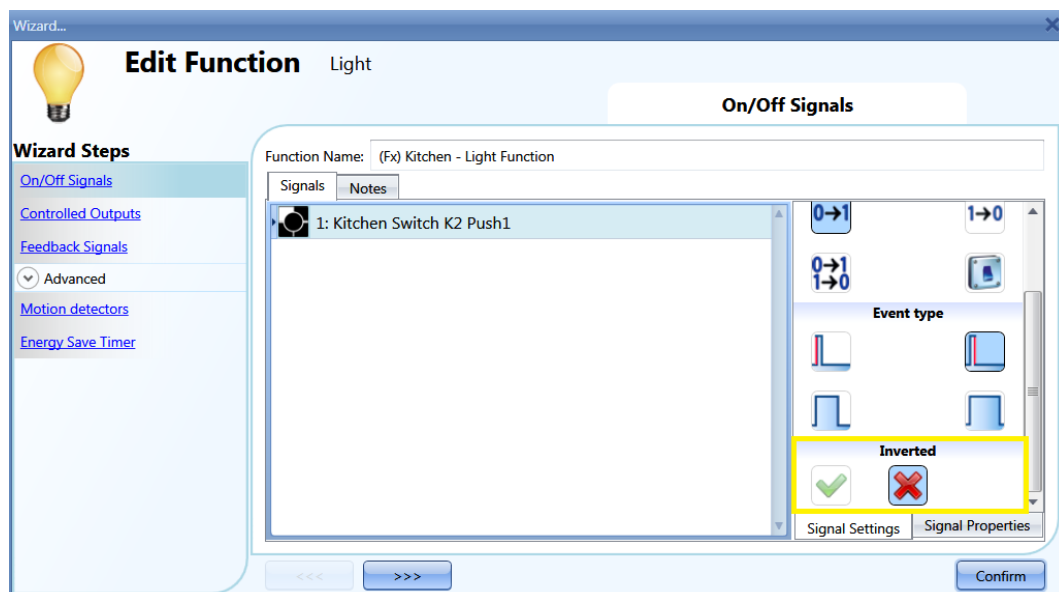 Wizard...
Edit Function Light
On/Off Signals
Wizard Steps
On/Off Signals
Controlled Outputs
Feedback Signals
Advanced
Motion detectors
Energy Save Timer
Function Name: (Fx) Kitchen - Light Function
Signals Notes
1: Kitchen Switch K2 Push1
0→1 1→0
0→1
1→0
Event type
Inverted
Signal Settings Signal Properties
<<< >>> Confirm